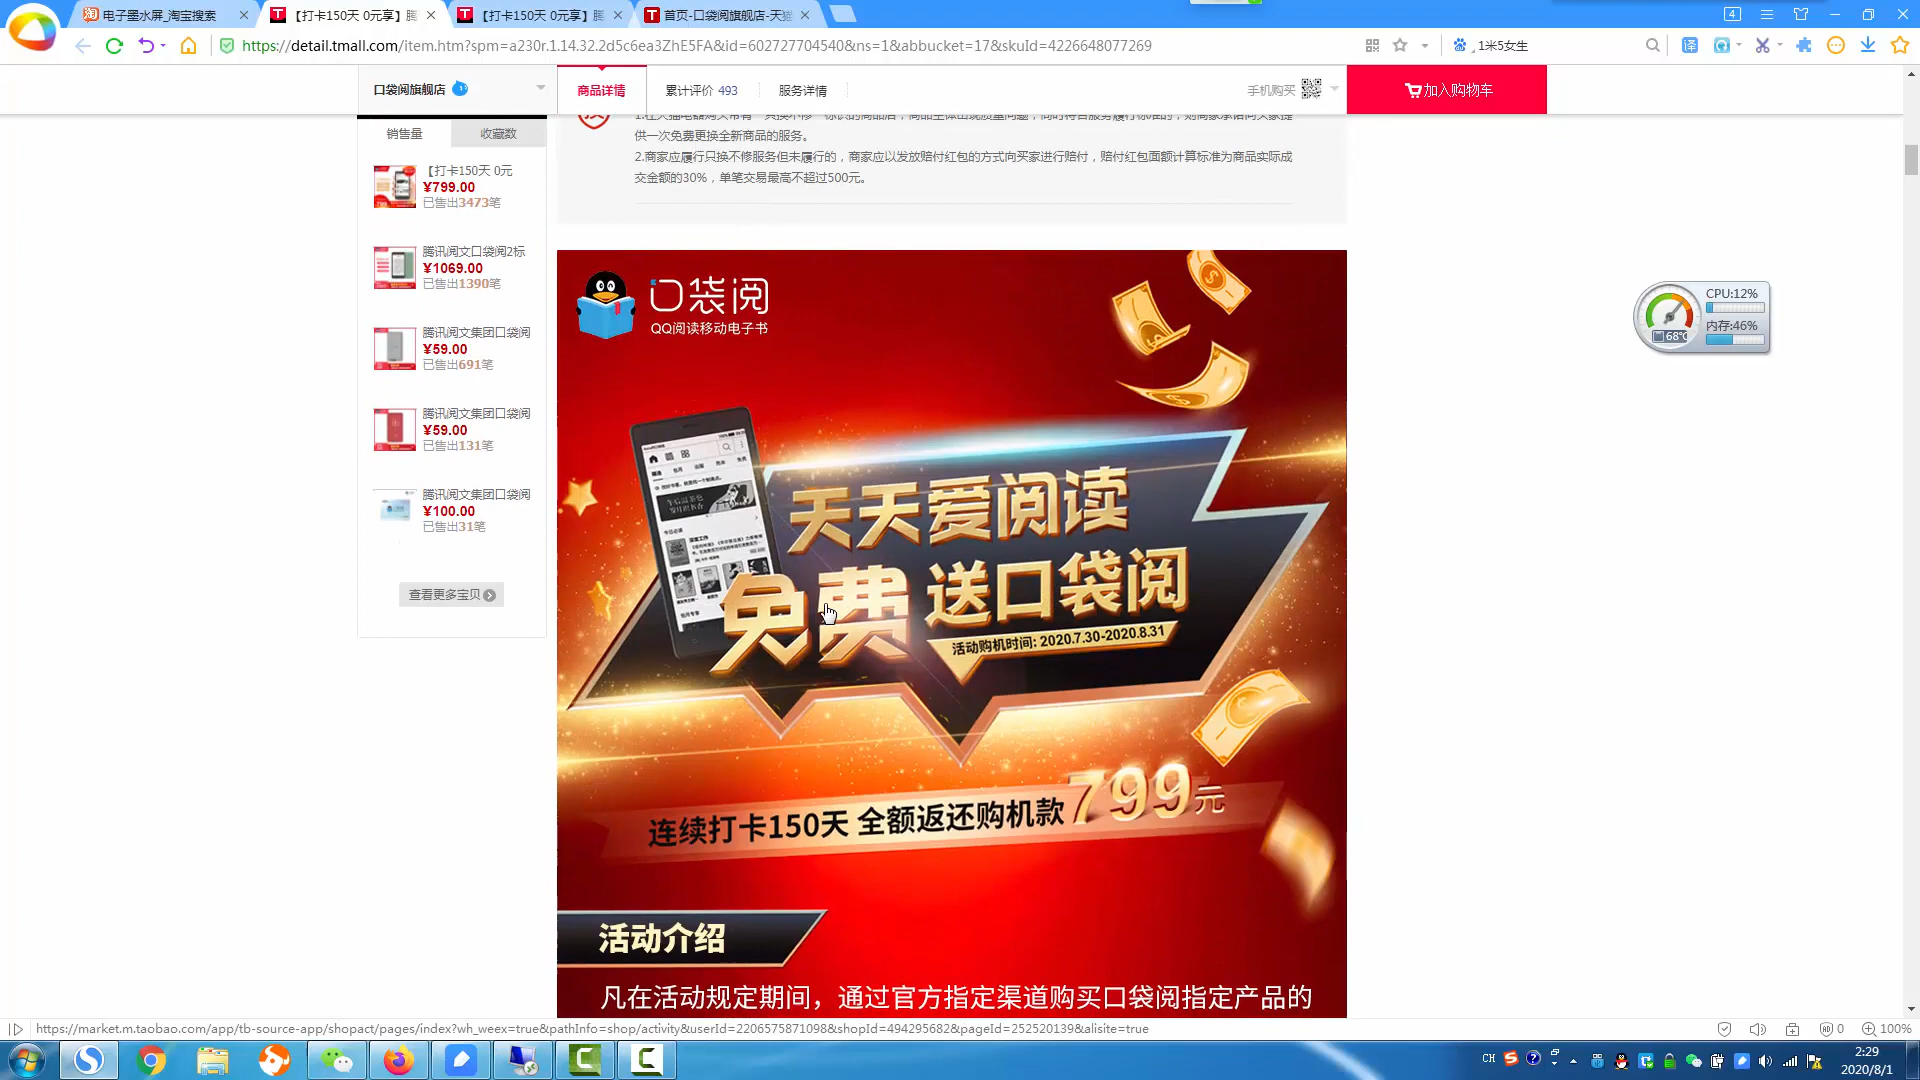 电子墨水屏_淘宝搜索
【打卡150天 0元享】腾
【打卡150天 0元享】腾
首页-口袋阅旗舰店-天猫
4
https://detail.tmall.com/item.htm?spm=a230r.1.14.32.2d5c6ea3ZhE5FA&id=602727704540&ns=1&abbucket=17&skuId=4226648077269
1米5女生
口袋阅旗舰店
商品详情
累计评价 493
服务详情
手机购买
加入购物车
供一次免费更换全新商品的服务。
2.商家应履行只换不修服务但未履行的，商家应以发放赔付红包的方式向买家进行赔付，赔付红包面额计算标准为商品实际成
交金额的30%，单笔交易最高不超过500元。
销售量
收藏数
【打卡150天 0元
¥799.00
已售出3473笔
腾讯阅文口袋阅2标
¥1069.00
已售出1390笔
腾讯阅文集团口袋阅
¥59.00
已售出691笔
腾讯阅文集团口袋阅
¥59.00
已售出131笔
腾讯阅文集团口袋阅
¥100.00
已售出31笔
查看更多宝贝
口袋阅
QQ阅读移动电子书
天天爱阅读
免费 送口袋阅
活动购机时间: 2020.7.30-2020.8.31
连续打卡150天 全额返还购机款799元
活动介绍
凡在活动规定期间，通过官方指定渠道购买口袋阅指定产品的
CPU:12%
内存:46%
68℃
https://market.m.taobao.com/app/tb-source-app/shopact/pages/index?wh_weex=true&pathInfo=shop/activity&userId=2206575871098&shopId=494295682&pageId=252520139&alisite=true
0
100%
CH
2:29
2020/8/1